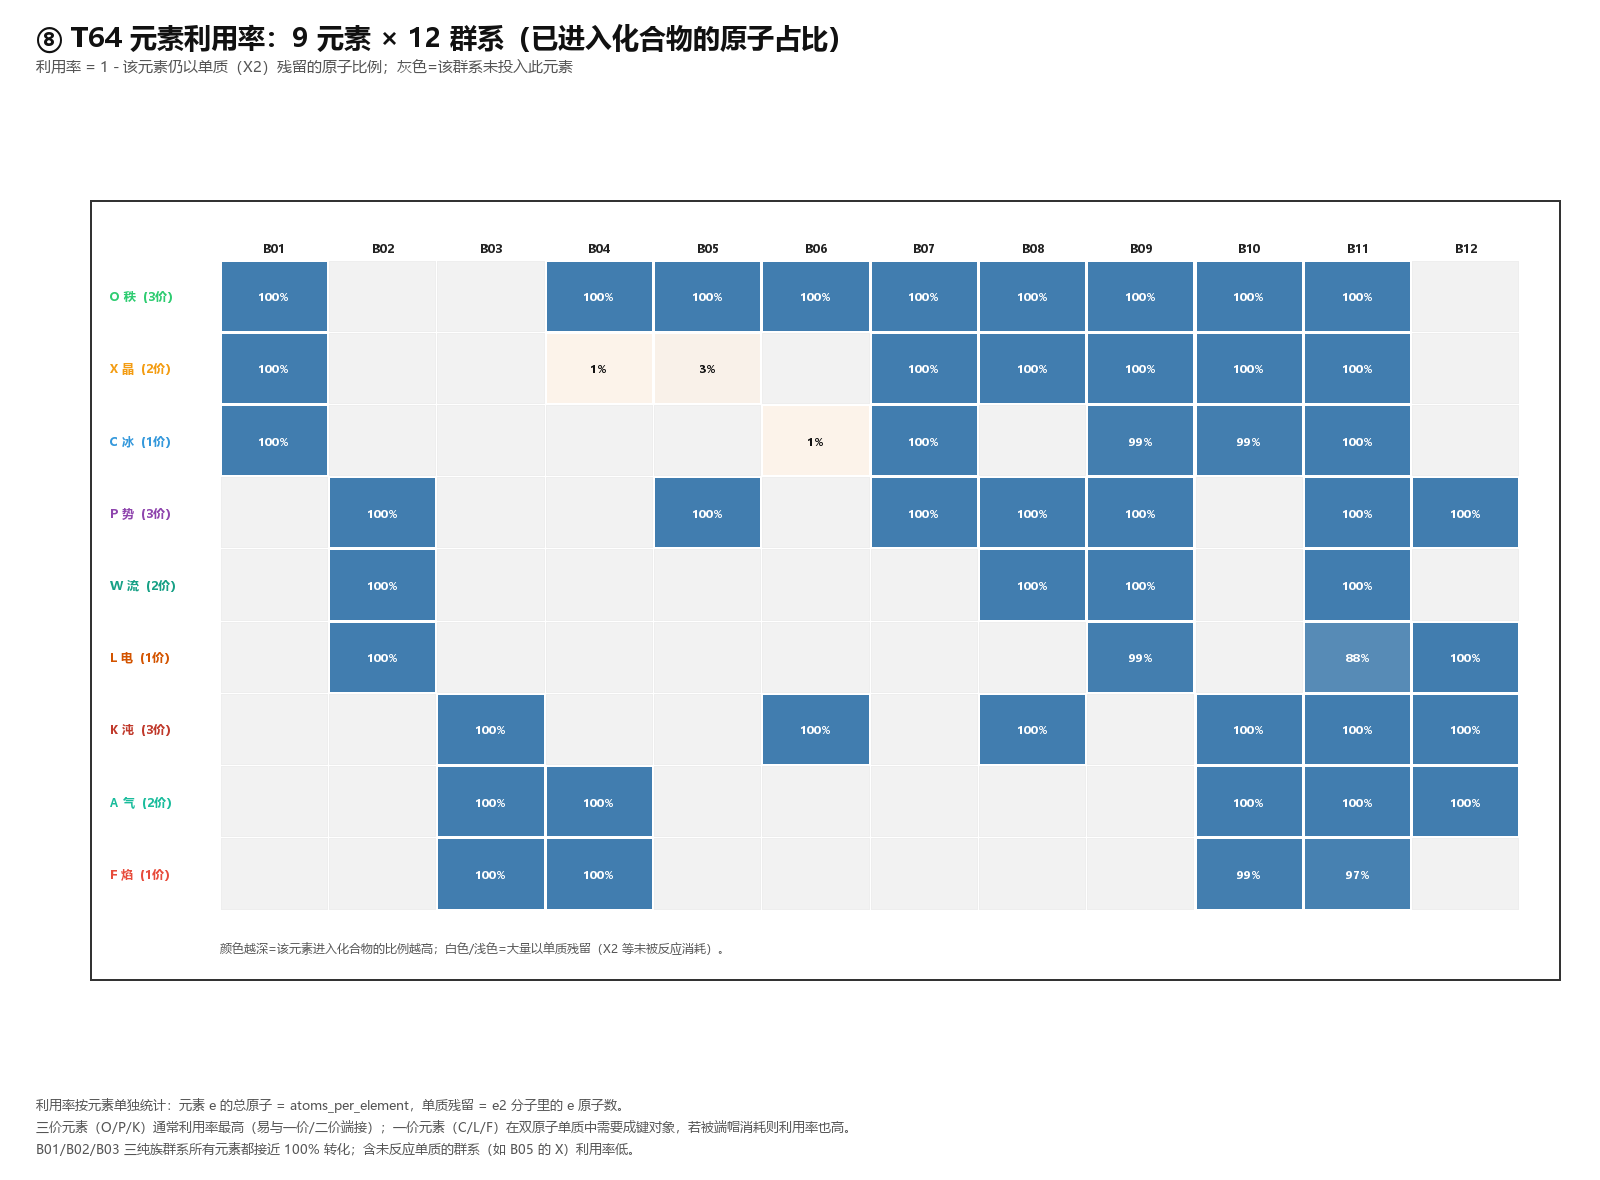 ⑧ T64 元素利用率：9 元素 × 12 群系（已进入化合物的原子占比）
利用率 = 1 - 该元素仍以单质（X2）残留的原子比例；灰色=该群系未投入此元素
B01 B02 B03 B04 B05 B06 B07 B08 B09 B10 B11 B12
O 秩（3价） 100% 100% 100% 100% 100% 100% 100% 100% 100%
X 晶（2价） 100% 1% 3% 100% 100% 100% 100% 100%
C 冰（1价） 100% 1% 100% 99% 99% 100%
P 势（3价） 100% 100% 100% 100% 100% 100% 100%
W 流（2价） 100% 100% 100% 100%
L 电（1价） 100% 99% 88% 100%
K 沌（3价） 100% 100% 100% 100% 100% 100%
A 气（2价） 100% 100% 100% 100% 100%
F 焰（1价） 100% 100% 99% 97%
颜色越深=该元素进入化合物的比例越高；白色/浅色=大量以单质残留（X2 等未被反应消耗）。
利用率按元素单独统计：元素 e 的总原子 = atoms_per_element，单质残留 = e2 分子里的 e 原子数。
三价元素（O/P/K）通常利用率最高（易与一价/二价端接）；一价元素（C/L/F）在双原子单质中需要成键对象，若被端帽消耗则利用率也高。
B01/B02/B03 三纯族群系所有元素都接近 100% 转化；含未反应单质的群系（如 B05 的 X）利用率低。